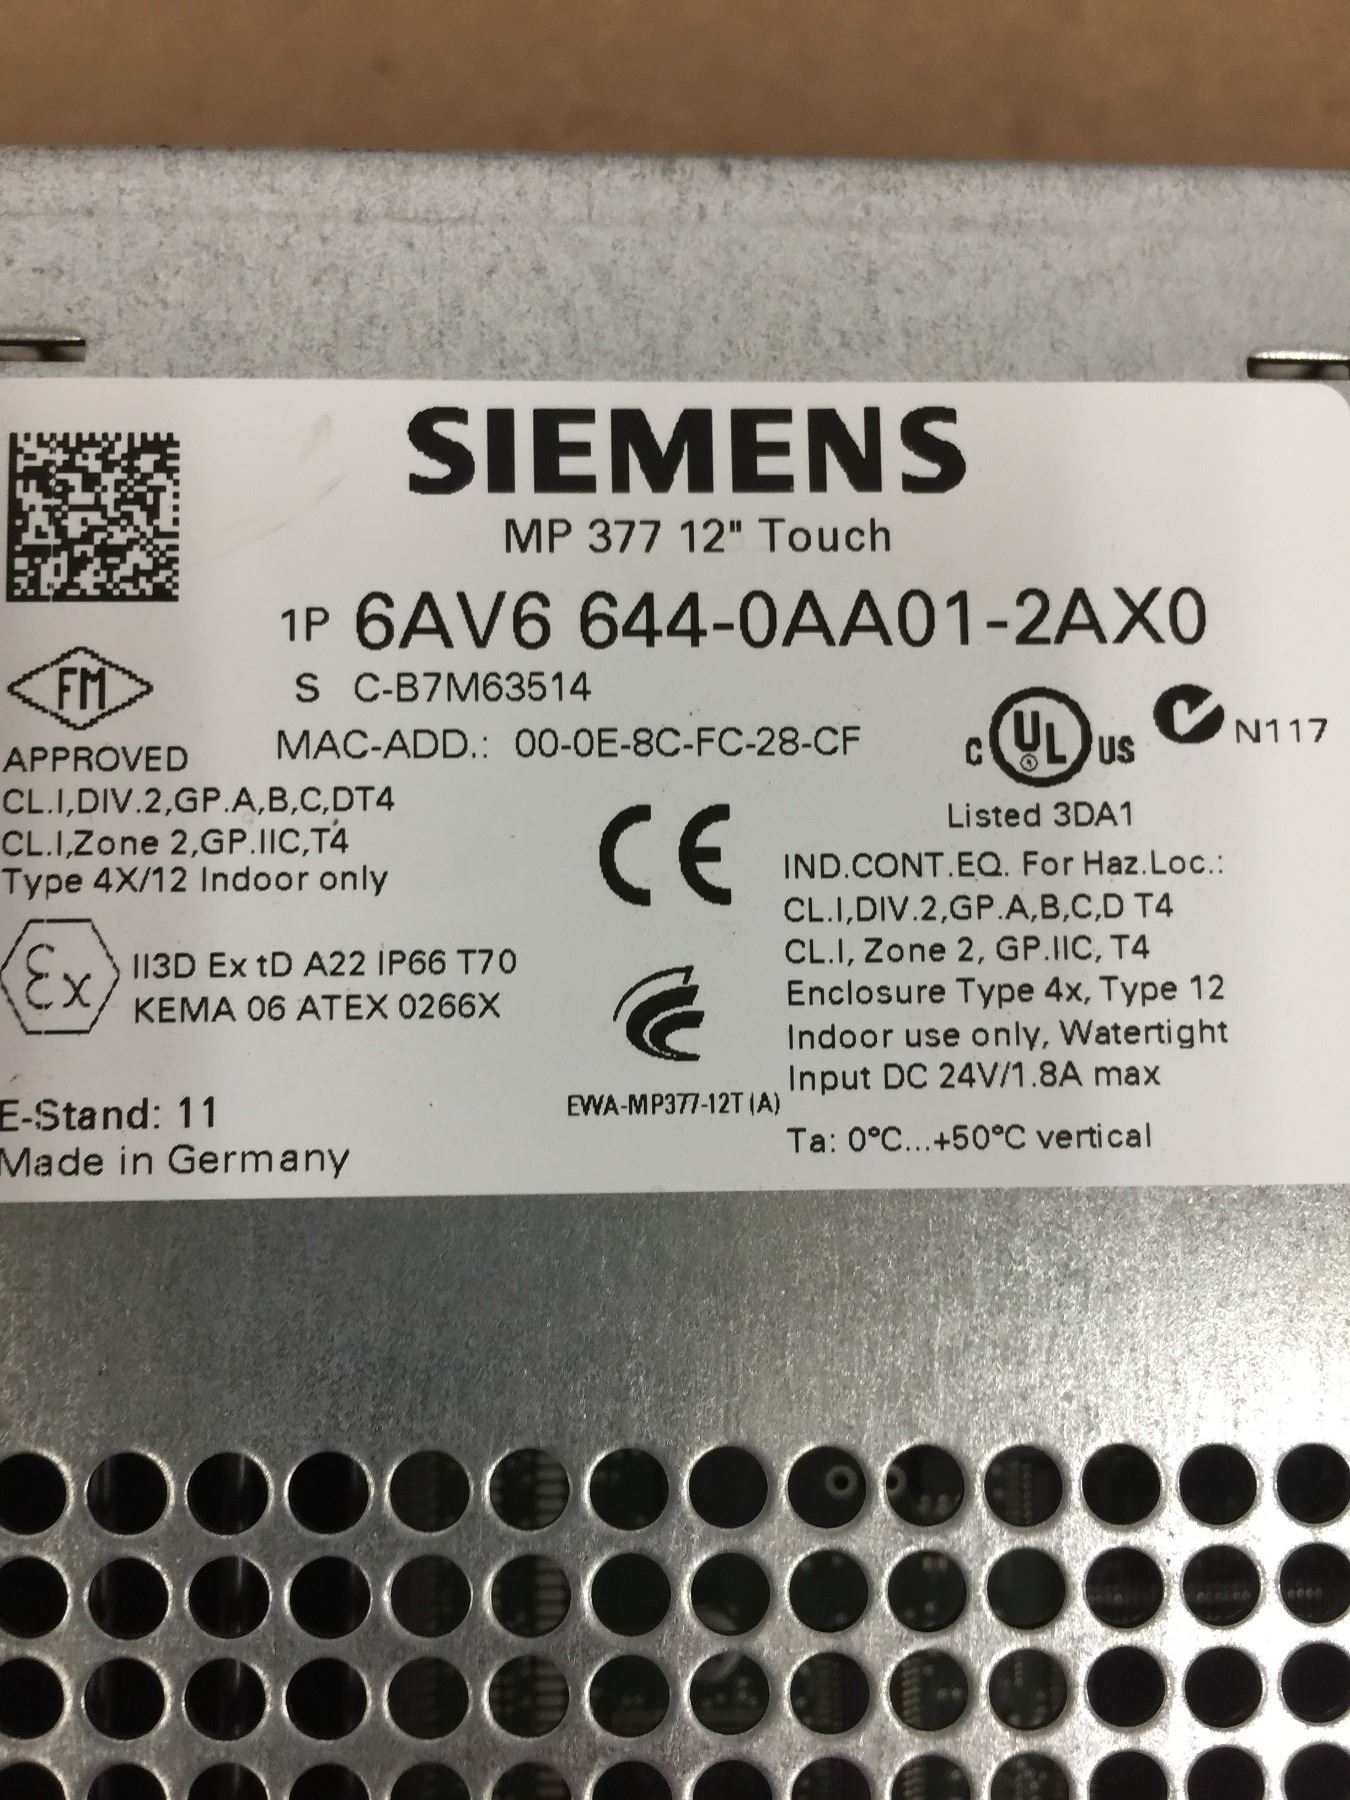 SIEMENS
MP 377 12" Touch
1P 6AV6 644-0AA01-2AX0
S C-B7M63514
MAC-ADD.: 00-0E-8C-FC-28-CF
FM
APPROVED
CL.I,DIV.2,GP.A,B,C,DT4
CL.I,Zone 2,GP.IIC,T4
Type 4X/12 Indoor only
C UL US
N117
Listed 3DA1
CE
IND.CONT.EQ. For Haz.Loc.:
CL.I,DIV.2,GP.A,B,C,D T4
CL.I, Zone 2, GP.IIC, T4
Enclosure Type 4x, Type 12
Indoor use only, Watertight
Input DC 24V/1.8A max
Ta: 0°C...+50°C vertical
Ex
II3D Ex tD A22 IP66 T70
KEMA 06 ATEX 0266X
EWA-MP377-12T (A)
E-Stand: 11
Made in Germany